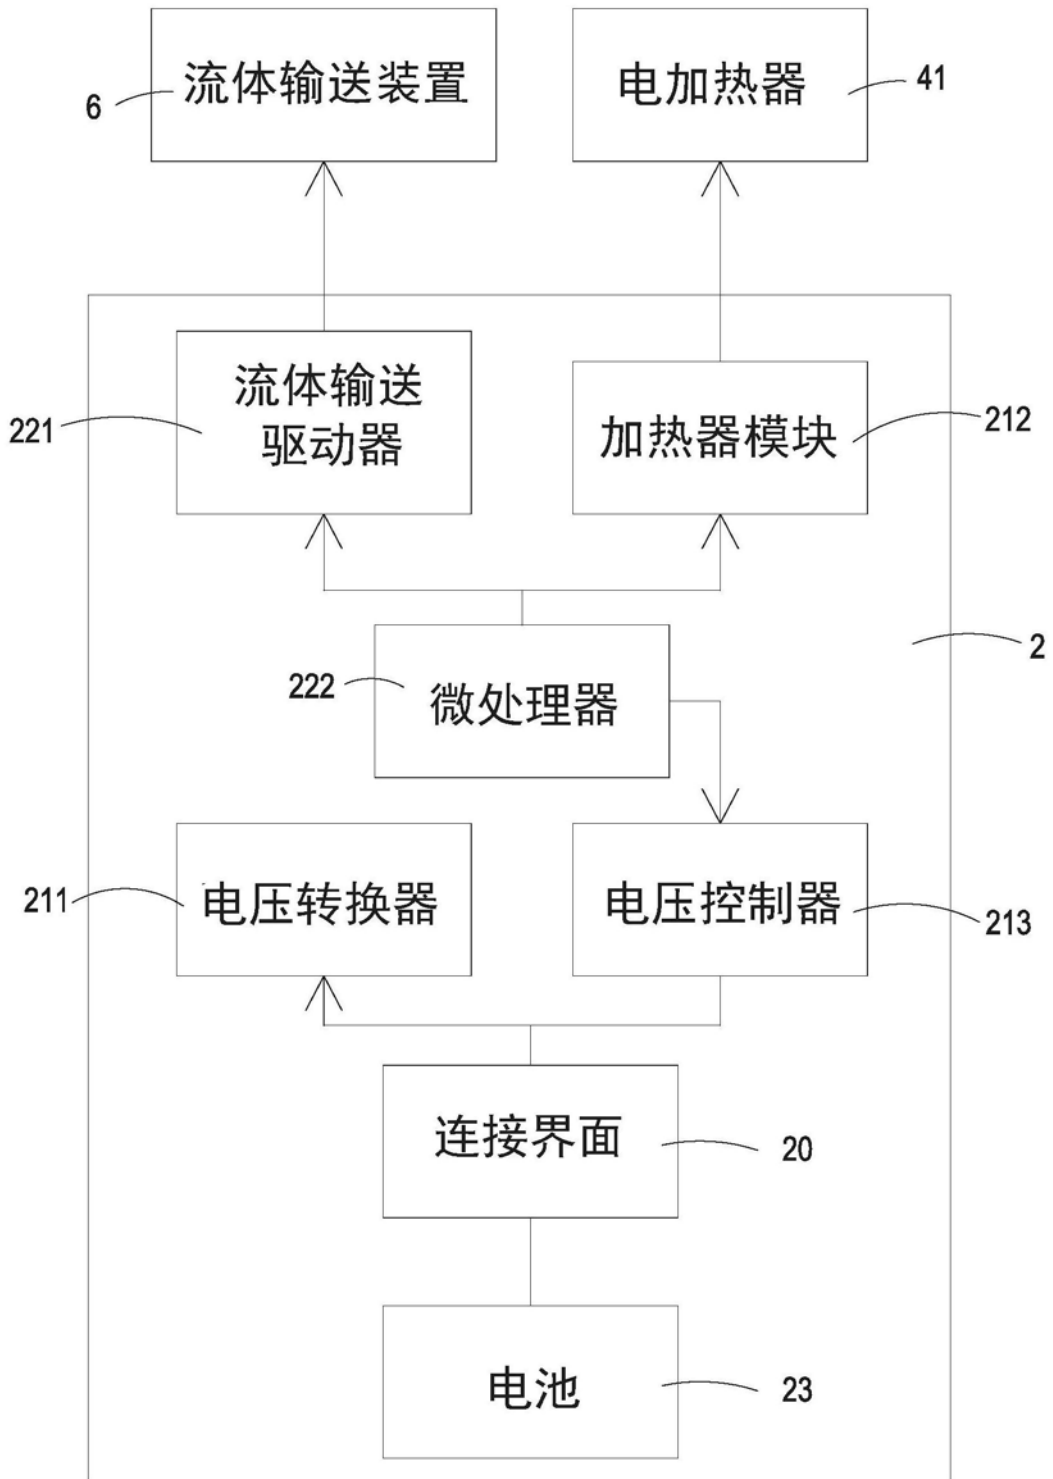 流体输送装置
6
电加热器
41
流体输送
驱动器
221
加热器模块
212
2
微处理器
222
电压转换器
211
电压控制器
213
连接界面
20
电池
23